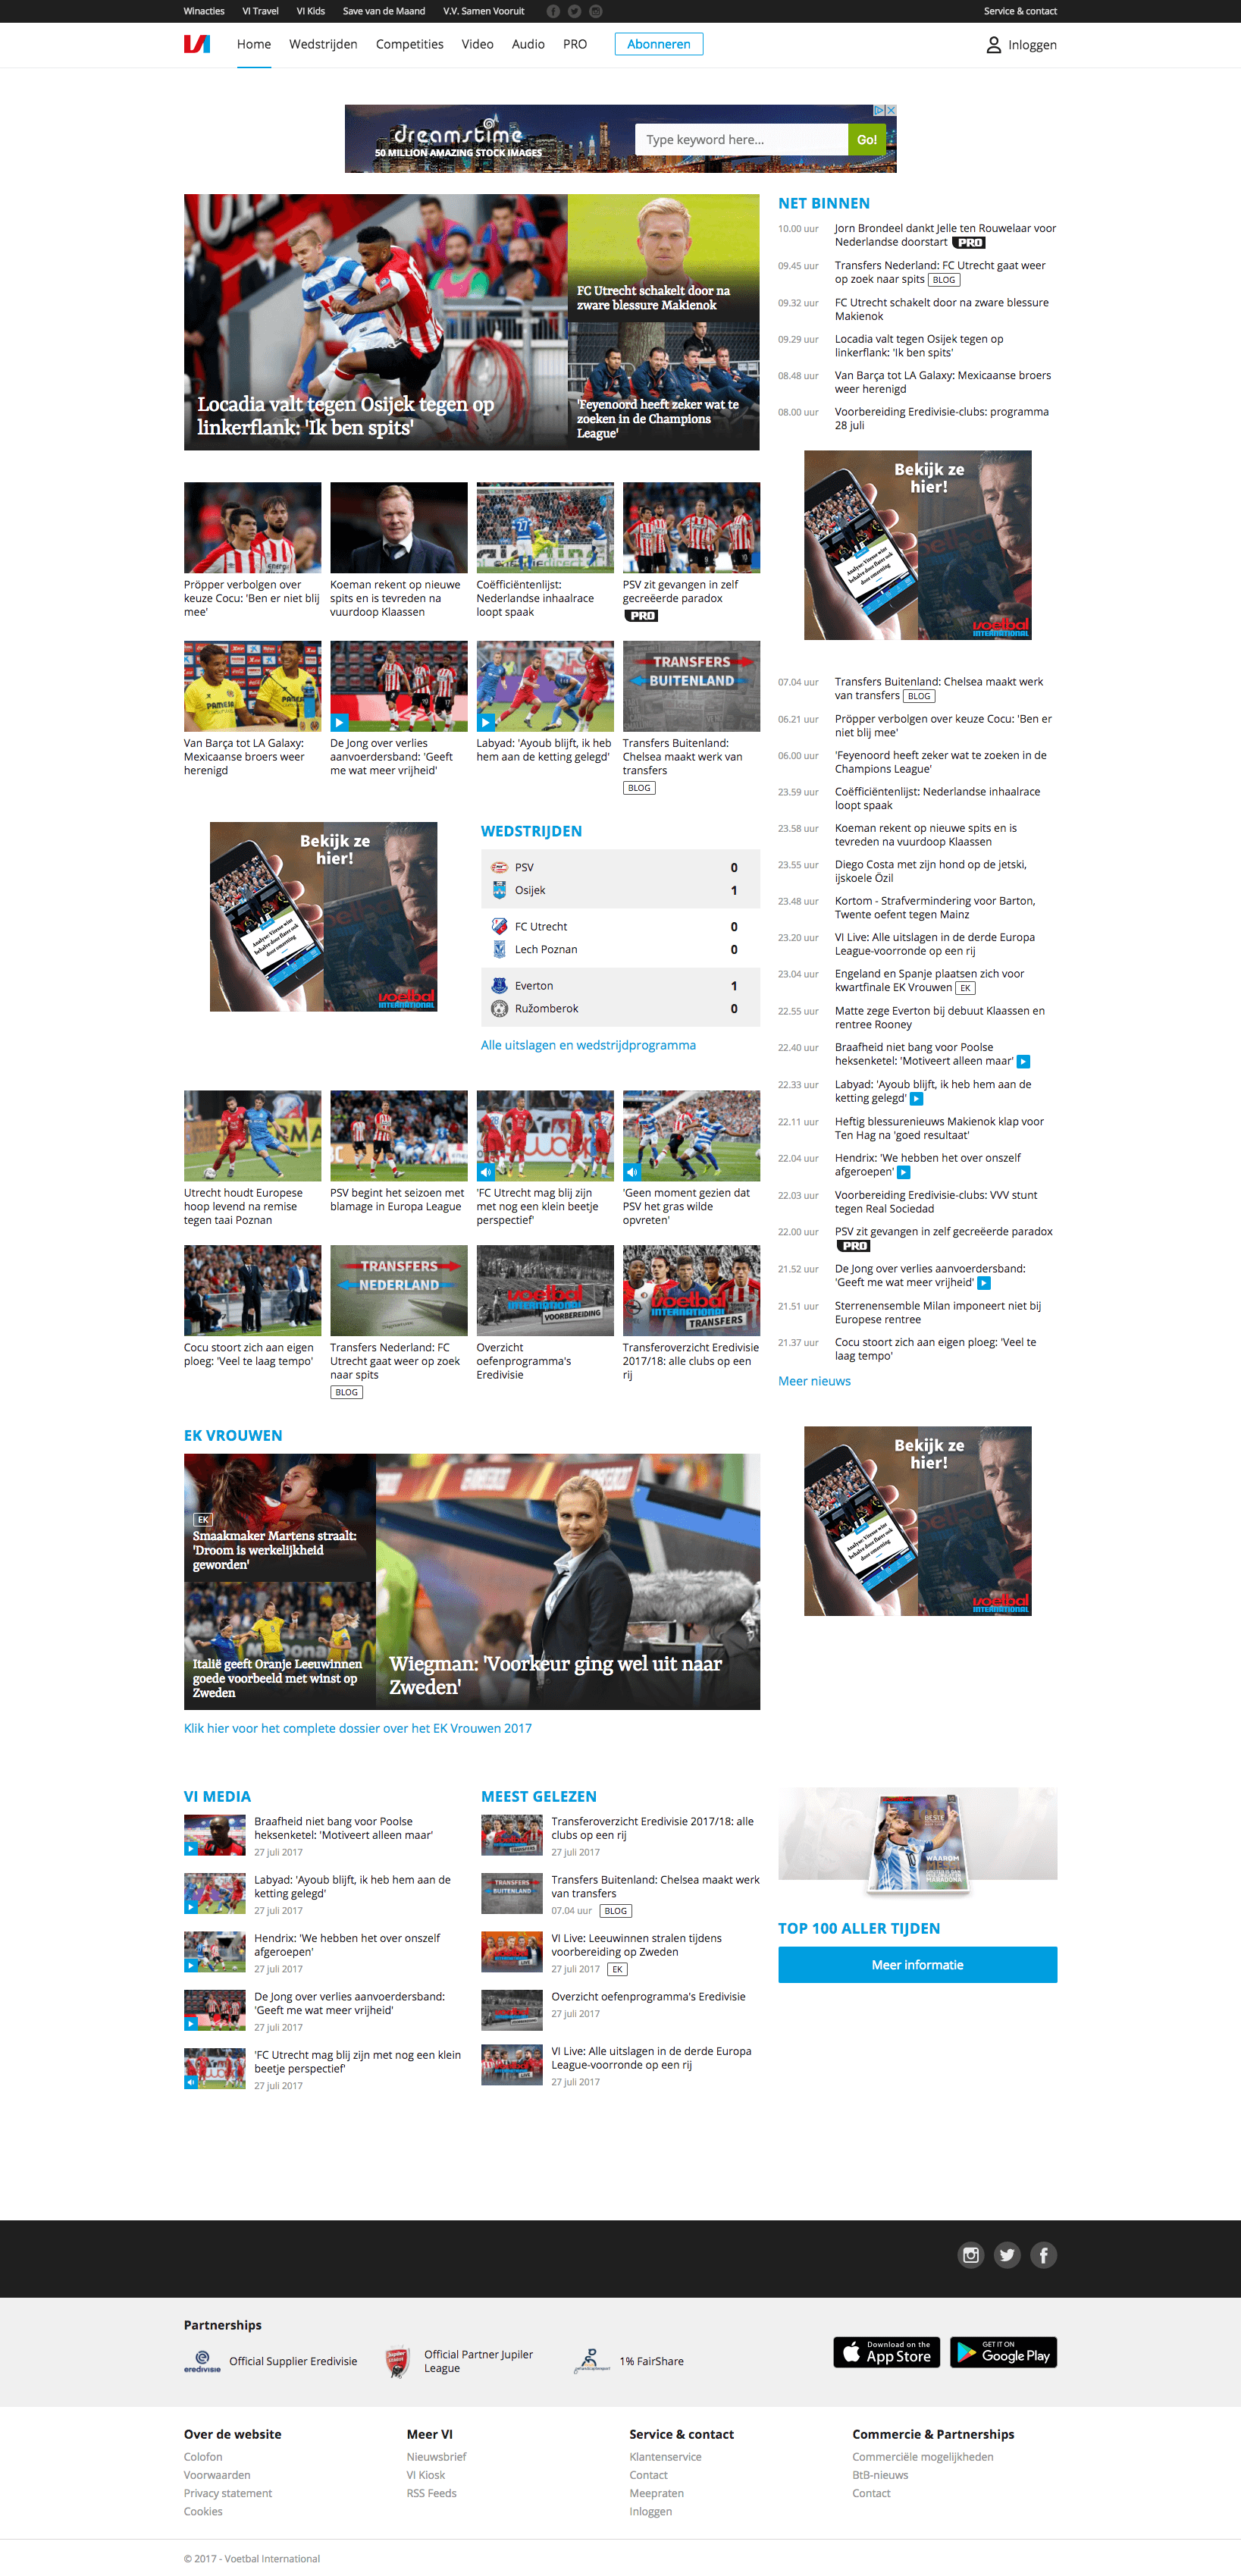 Winacties VI Travel VI Kids Save van de Maand V.V. Samen Vooruit Service & contact
Home Wedstrijden Competities Video Audio PRO Abonneren Inloggen
dreamstime
50 MILLION AMAZING STOCK IMAGES
Type keyword here... Go!
Locadia valt tegen Osijek tegen op
linkerflank: 'Ik ben spits'
FC Utrecht schakelt door na
zware blessure Makienok
'Feyenoord heeft zeker wat te
zoeken in de Champions
League'
NET BINNEN
10.00 uur Jorn Brondeel dankt Jelle ten Rouwelaar voor
Nederlandse doorstart PRO
09.45 uur Transfers Nederland: FC Utrecht gaat weer
op zoek naar spits BLOG
09.32 uur FC Utrecht schakelt door na zware blessure
Makienok
09.29 uur Locadia valt tegen Osijek tegen op
linkerflank: 'Ik ben spits'
08.48 uur Van Barça tot LA Galaxy: Mexicaanse broers
weer herenigd
08.00 uur Voorbereiding Eredivisie-clubs: programma
28 juli
Bekijk ze
hier!
voetbal
INTERNATIONAL
Pröpper verbolgen over
keuze Cocu: 'Ben er niet blij
mee'
Koeman rekent op nieuwe
spits en is tevreden na
vuurdoop Klaassen
Coëfficiëntenlijst:
Nederlandse inhaalrace
loopt spaak
PSV zit gevangen in zelf
gecreëerde paradox
PRO
Van Barça tot LA Galaxy:
Mexicaanse broers weer
herenigd
De Jong over verlies
aanvoerdersband: 'Geeft
me wat meer vrijheid'
Labyad: 'Ayoub blijft, ik heb
hem aan de ketting gelegd'
TRANSFERS
BUITENLAND
Transfers Buitenland:
Chelsea maakt werk van
transfers
BLOG
07.04 uur Transfers Buitenland: Chelsea maakt werk
van transfers BLOG
06.21 uur Pröpper verbolgen over keuze Cocu: 'Ben er
niet blij mee'
06.00 uur 'Feyenoord heeft zeker wat te zoeken in de
Champions League'
23.59 uur Coëfficiëntenlijst: Nederlandse inhaalrace
loopt spaak
23.58 uur Koeman rekent op nieuwe spits en is
tevreden na vuurdoop Klaassen
23.55 uur Diego Costa met zijn hond op de jetski,
ijskoele Özil
23.48 uur Kortom - Strafvermindering voor Barton,
Twente oefent tegen Mainz
23.20 uur VI Live: Alle uitslagen in de derde Europa
League-voorronde op een rij
23.04 uur Engeland en Spanje plaatsen zich voor
kwartfinale EK Vrouwen EK
22.55 uur Matte zege Everton bij debuut Klaassen en
rentree Rooney
22.40 uur Braafheid niet bang voor Poolse
heksenketel: 'Motiveert alleen maar'
22.33 uur Labyad: 'Ayoub blijft, ik heb hem aan de
ketting gelegd'
22.11 uur Heftig blessurenieuws Makienok klap voor
Ten Hag na 'goed resultaat'
22.04 uur Hendrix: 'We hebben het over onszelf
afgeroepen'
22.03 uur Voorbereiding Eredivisie-clubs: VVV stunt
tegen Real Sociedad
22.00 uur PSV zit gevangen in zelf gecreëerde paradox
PRO
21.52 uur De Jong over verlies aanvoerdersband:
'Geeft me wat meer vrijheid'
21.51 uur Sterrenensemble Milan imponeert niet bij
Europese rentree
21.37 uur Cocu stoort zich aan eigen ploeg: 'Veel te
laag tempo'
Meer nieuws
Bekijk ze
hier!
voetbal
INTERNATIONAL
WEDSTRIJDEN
PSV 0
Osijek 1
FC Utrecht 0
Lech Poznan 0
Everton 1
Ružomberok 0
Alle uitslagen en wedstrijdprogramma
Utrecht houdt Europese
hoop levend na remise
tegen taai Poznan
PSV begint het seizoen met
blamage in Europa League
'FC Utrecht mag blij zijn
met nog een klein beetje
perspectief'
'Geen moment gezien dat
PSV het gras wilde
opvreten'
Cocu stoort zich aan eigen
ploeg: 'Veel te laag tempo'
TRANSFERS
NEDERLAND
Transfers Nederland: FC
Utrecht gaat weer op zoek
naar spits
BLOG
voetbal
INTERNATIONAL
VOORBEREIDING
Overzicht
oefenprogramma's
Eredivisie
voetbal
INTERNATIONAL
TRANSFERS
Transferoverzicht Eredivisie
2017/18: alle clubs op een
rij
EK VROUWEN
EK
Smaakmaker Martens straalt:
'Droom is werkelijkheid
geworden'
Italië geeft Oranje Leeuwinnen
goede voorbeeld met winst op
Zweden
Wiegman: 'Voorkeur ging wel uit naar
Zweden'
Klik hier voor het complete dossier over het EK Vrouwen 2017
Bekijk ze
hier!
voetbal
INTERNATIONAL
VI MEDIA
Braafheid niet bang voor Poolse
heksenketel: 'Motiveert alleen maar'
27 juli 2017
Labyad: 'Ayoub blijft, ik heb hem aan de
ketting gelegd'
27 juli 2017
Hendrix: 'We hebben het over onszelf
afgeroepen'
27 juli 2017
De Jong over verlies aanvoerdersband:
'Geeft me wat meer vrijheid'
27 juli 2017
'FC Utrecht mag blij zijn met nog een klein
beetje perspectief'
27 juli 2017
MEEST GELEZEN
Transferoverzicht Eredivisie 2017/18: alle
clubs op een rij
27 juli 2017
TRANSFERS
BUITENLAND
Transfers Buitenland: Chelsea maakt werk
van transfers
07.04 uur BLOG
VI Live: Leeuwinnen stralen tijdens
voorbereiding op Zweden
27 juli 2017 EK
Overzicht oefenprogramma's Eredivisie
27 juli 2017
VI Live: Alle uitslagen in de derde Europa
League-voorronde op een rij
27 juli 2017
WAAROM
MESSI
TOP 100 ALLER TIJDEN
Meer informatie
Partnerships
eredivisie Official Supplier Eredivisie
Official Partner Jupiler
League
1% FairShare
Download on the
App Store
GET IT ON
Google Play
Over de website
Colofon
Voorwaarden
Privacy statement
Cookies
Meer VI
Nieuwsbrief
VI Kiosk
RSS Feeds
Service & contact
Klantenservice
Contact
Meepraten
Inloggen
Commercie & Partnerships
Commerciële mogelijkheden
BtB-nieuws
Contact
© 2017 - Voetbal International